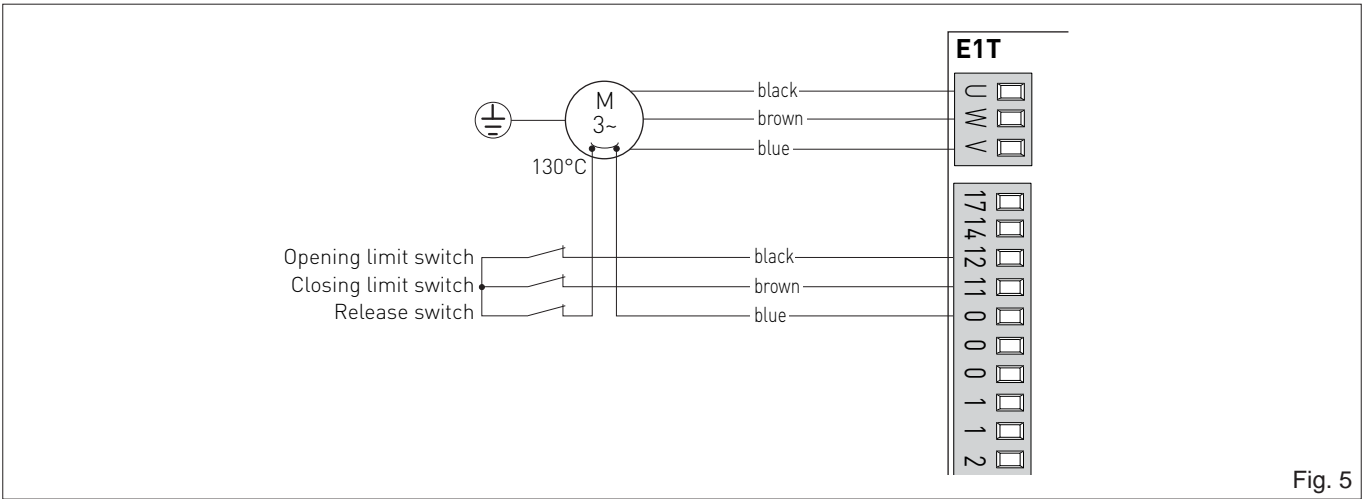 E1T
black
U
M
3~
brown
W
blue
V
130°C
17
14
Opening limit switch
black
12
Closing limit switch
brown
11
Release switch
blue
0
0
0
1
1
2
Fig. 5